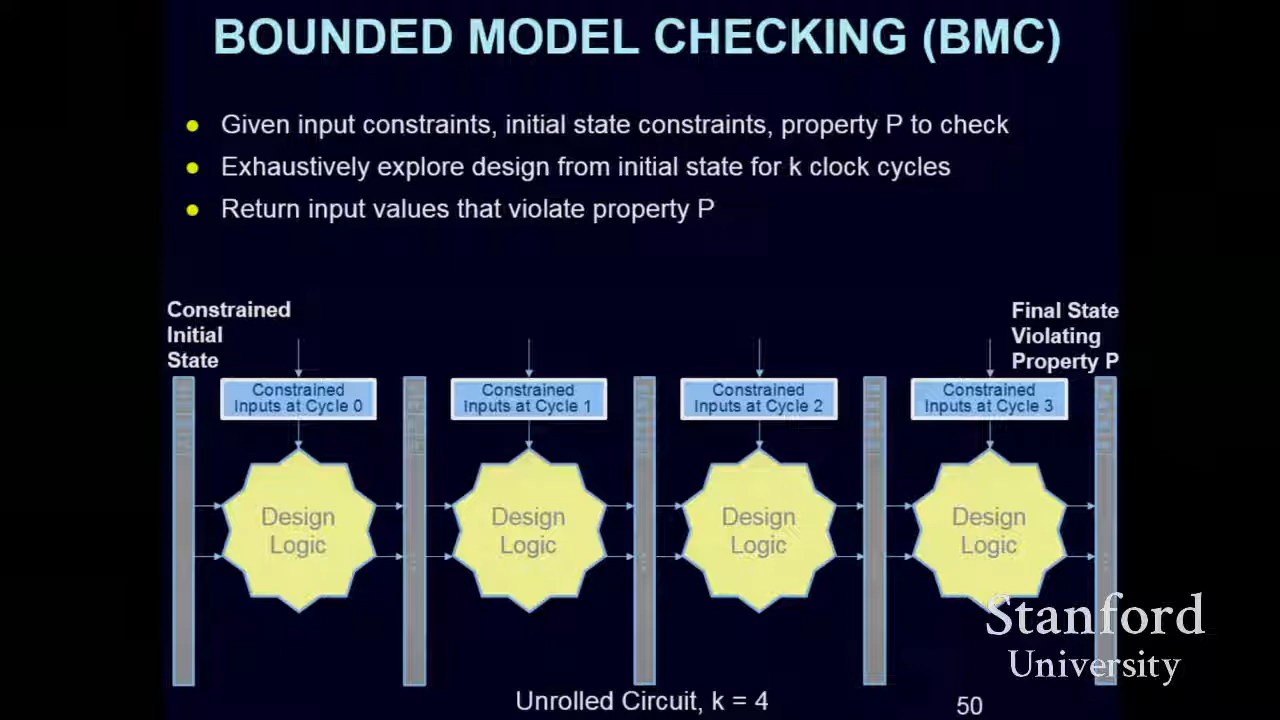 BOUNDED MODEL CHECKING (BMC)
Given input constraints, initial state constraints, property P to check
Exhaustively explore design from initial state for k clock cycles
Return input values that violate property P
Constrained
Initial
State
Final State
Violating
Property P
Constrained
Inputs at Cycle 0
Constrained
Inputs at Cycle 1
Constrained
Inputs at Cycle 2
Constrained
Inputs at Cycle 3
Design
Logic
Design
Logic
Design
Logic
Design
Logic
Stanford
University
Unrolled Circuit, k = 4
50